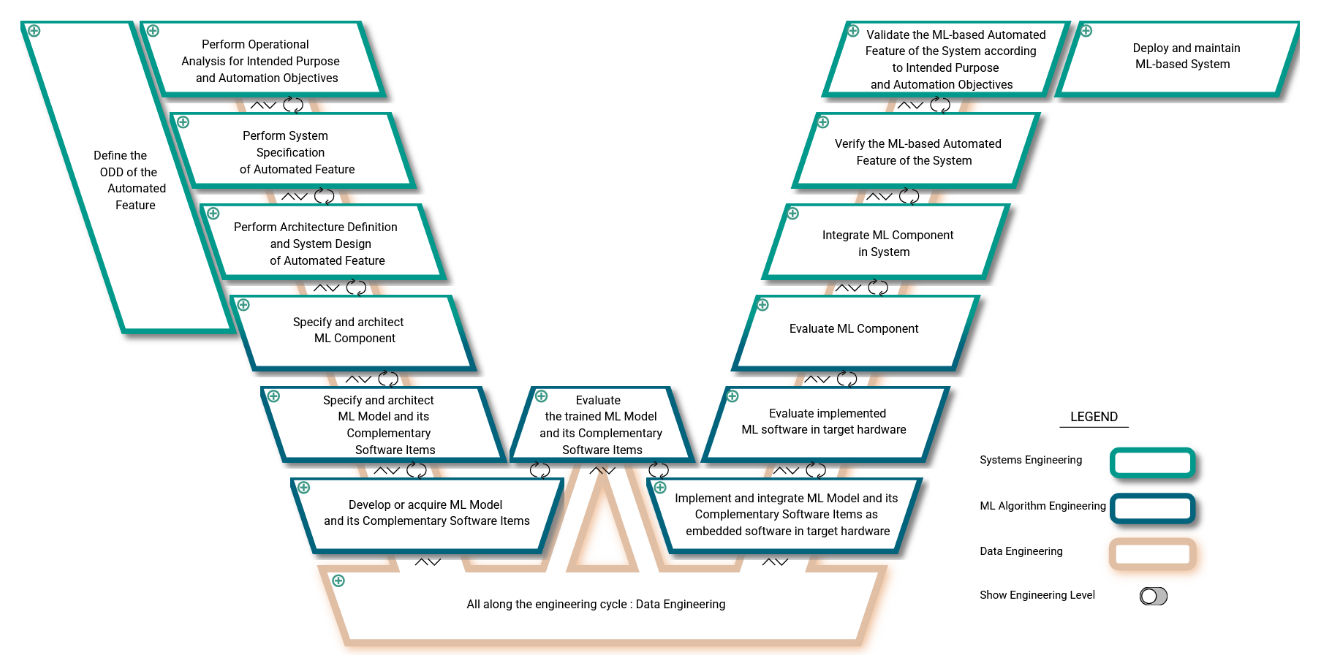 Perform Operational
Analysis for Intended Purpose
and Automation Objectives
Validate the ML-based Automated
Feature of the System according
to Intended Purpose
and Automation Objectives
Deploy and maintain
ML-based System
Define the
ODD of the
Automated
Feature
Perform System
Specification
of Automated Feature
Verify the ML-based Automated
Feature of the System
Perform Architecture Definition
and System Design
of Automated Feature
Integrate ML Component
in System
Specify and architect
ML Component
Evaluate ML Component
Specify and architect
ML Model and its
Complementary
Software Items
Evaluate
the trained ML Model
and its Complementary
Software Items
Evaluate implemented
ML software in target hardware
Develop or acquire ML Model
and its Complementary Software Items
Implement and integrate ML Model and its
Complementary Software Items as
embedded software in target hardware
All along the engineering cycle : Data Engineering
LEGEND
Systems Engineering
ML Algorithm Engineering
Data Engineering
Show Engineering Level